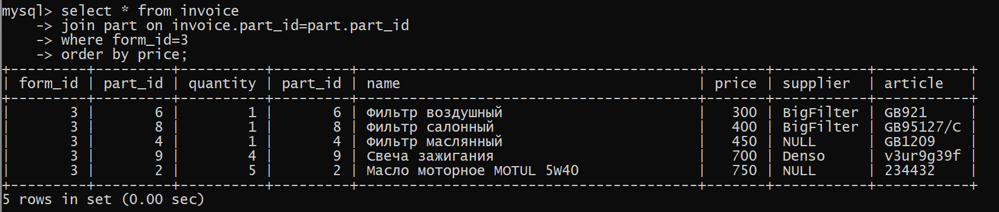 mysql> select * from invoice
    -> join part on invoice.part_id=part.part_id
    -> where form_id=3
    -> order by price;
+---------+---------+----------+---------+----------------------------------------+-------+-----------+-----------+
| form_id | part_id | quantity | part_id | name                                   | price | supplier  | article   |
+---------+---------+----------+---------+----------------------------------------+-------+-----------+-----------+
|       3 |       6 |        1 |       6 | Фильтр воздушный                       |   300 | BigFilter | GB921     |
|       3 |       8 |        1 |       8 | Фильтр салонный                        |   400 | BigFilter | GB95127/C |
|       3 |       4 |        1 |       4 | Фильтр маслянный                       |   450 | NULL      | GB1209    |
|       3 |       9 |        4 |       9 | Свеча зажигания                        |   700 | Denso     | v3ur9g39f |
|       3 |       2 |        5 |       2 | Масло моторное MOTUL 5W40              |   750 | NULL      | 234432    |
+---------+---------+----------+---------+----------------------------------------+-------+-----------+-----------+
5 rows in set (0.00 sec)